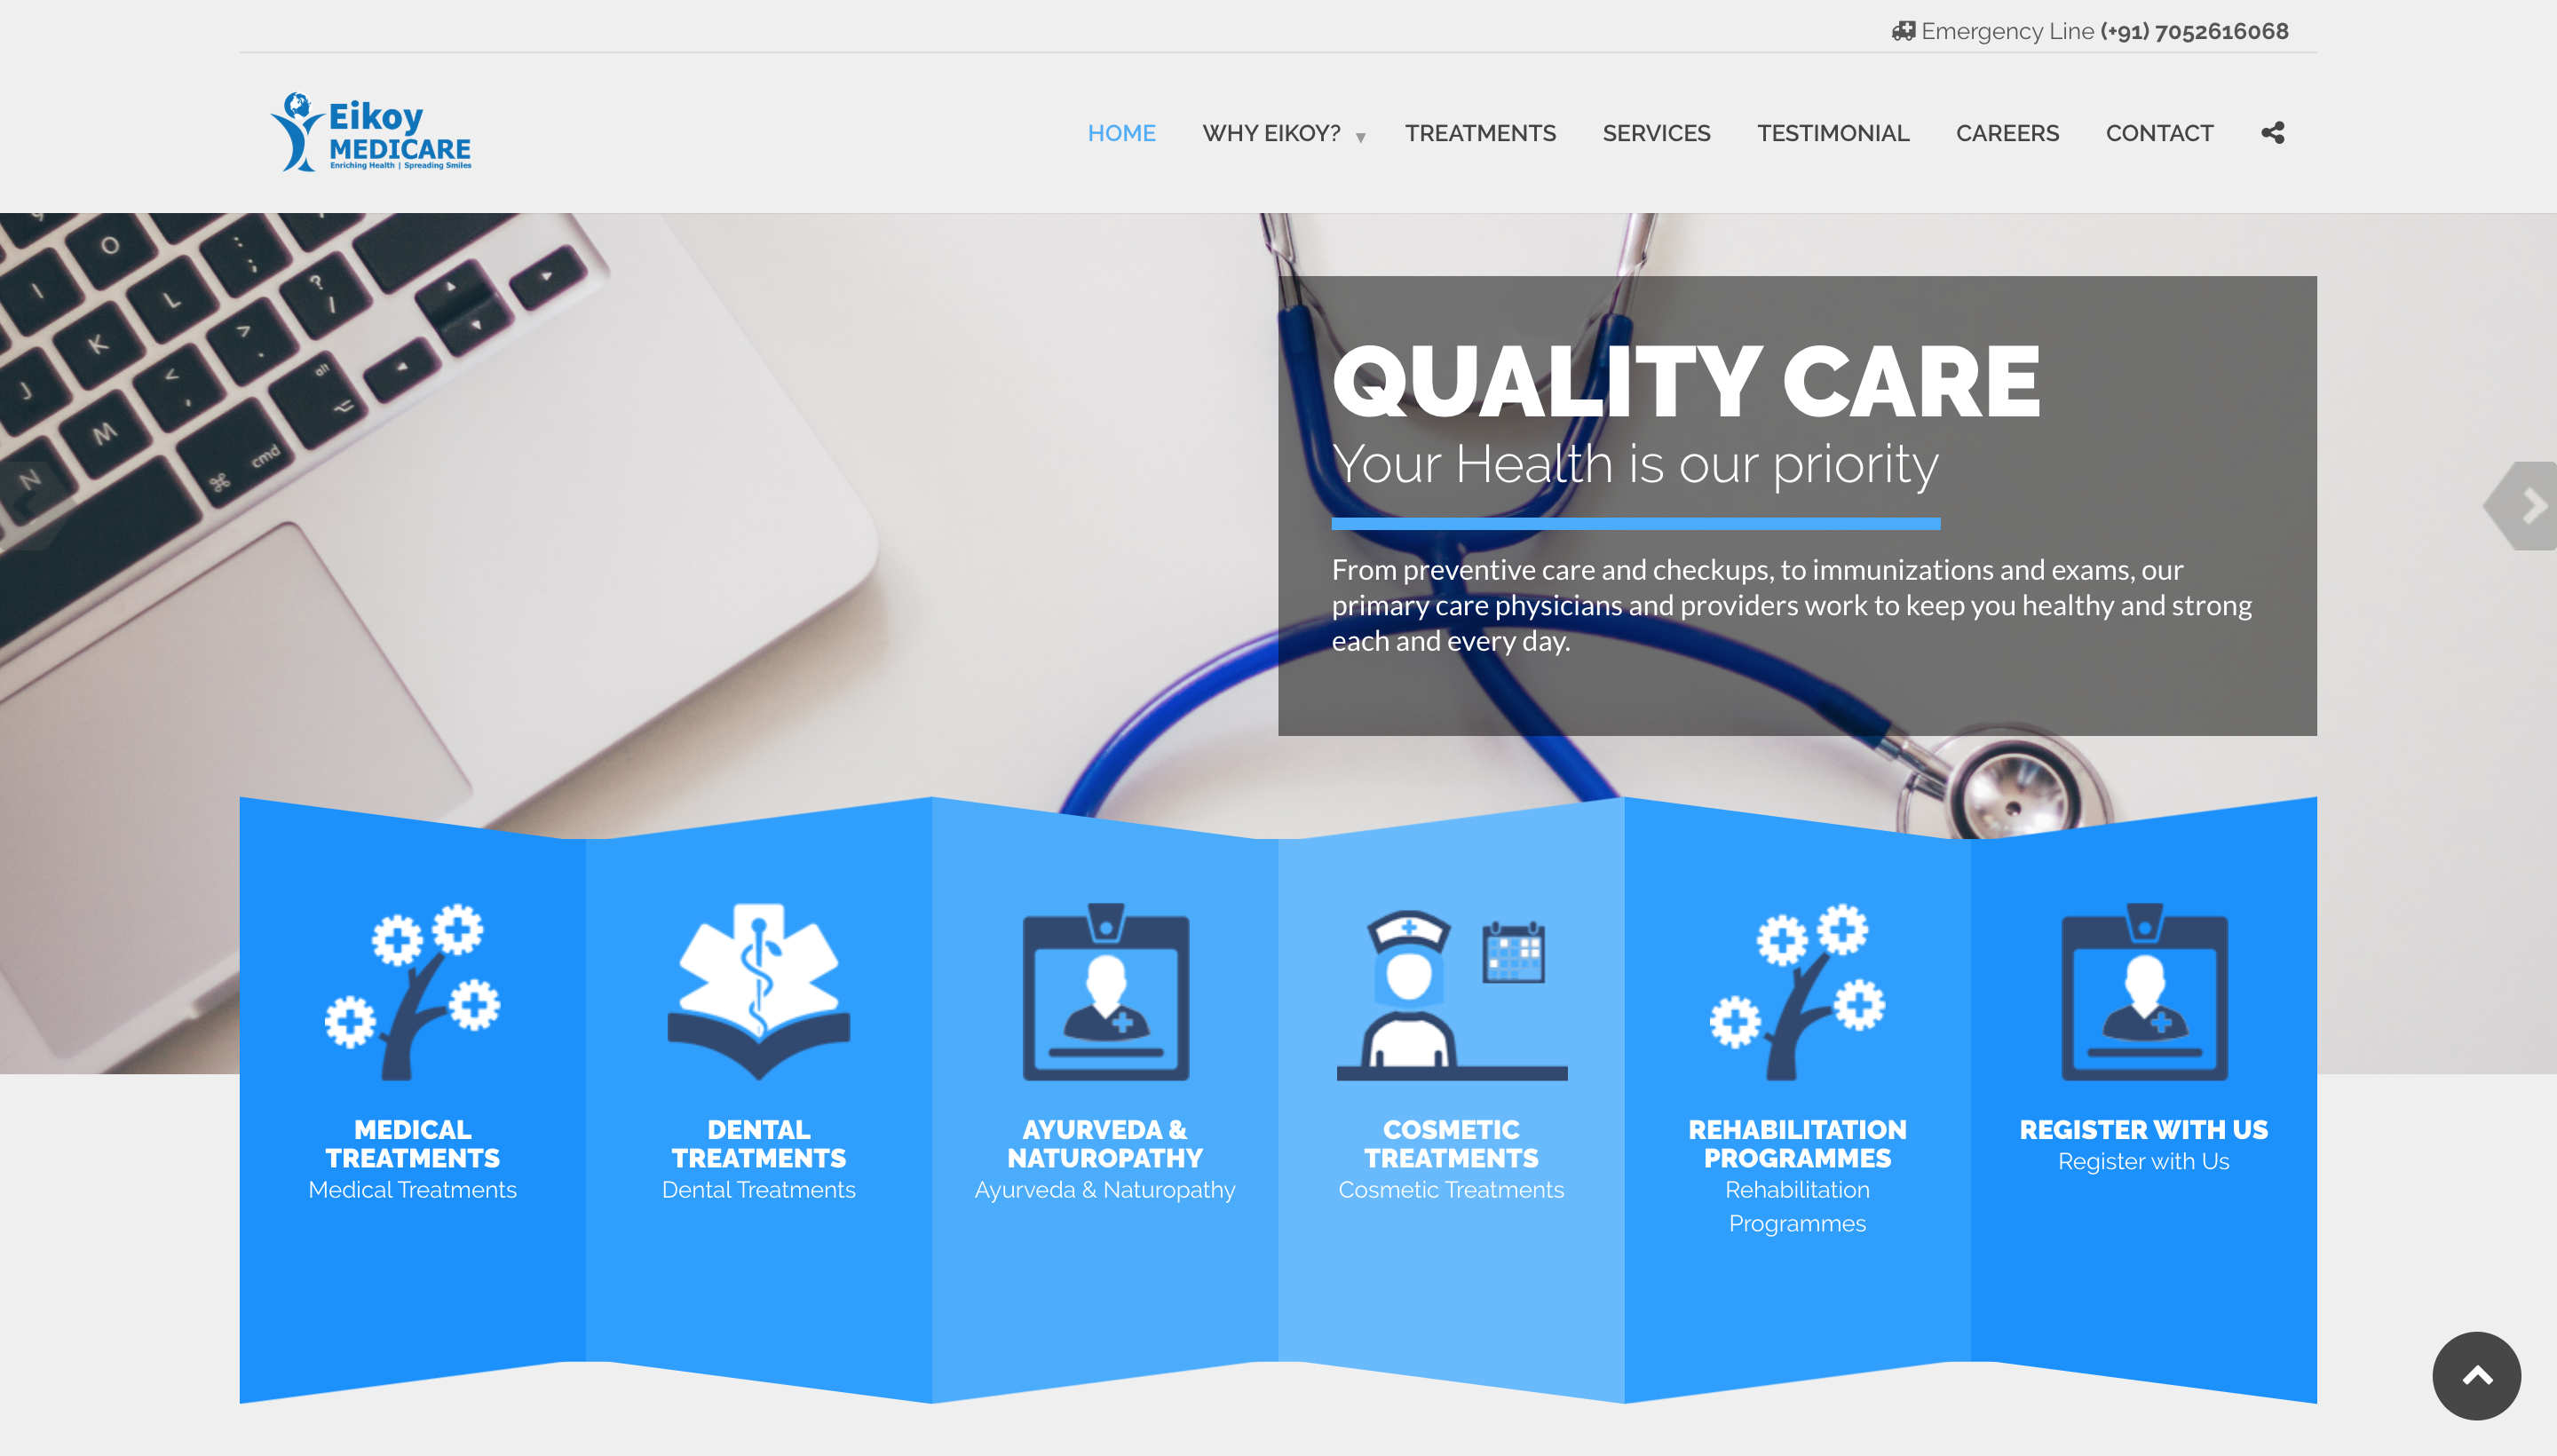 Emergency Line (+91) 7052616068
Eikoy
MEDICARE
Enriching Health | Spreading Smiles
HOME WHY EIKOY? ▼ TREATMENTS SERVICES TESTIMONIAL CAREERS CONTACT
O
I L : ;
K > . ? /
J < ,
M alt
N ⌘ cmd
QUALITY CARE
Your Health is our priority
From preventive care and checkups, to immunizations and exams, our
primary care physicians and providers work to keep you healthy and strong
each and every day.
MEDICAL
TREATMENTS
Medical Treatments
DENTAL
TREATMENTS
Dental Treatments
AYURVEDA &
NATUROPATHY
Ayurveda & Naturopathy
COSMETIC
TREATMENTS
Cosmetic Treatments
REHABILITATION
PROGRAMMES
Rehabilitation
Programmes
REGISTER WITH US
Register with Us